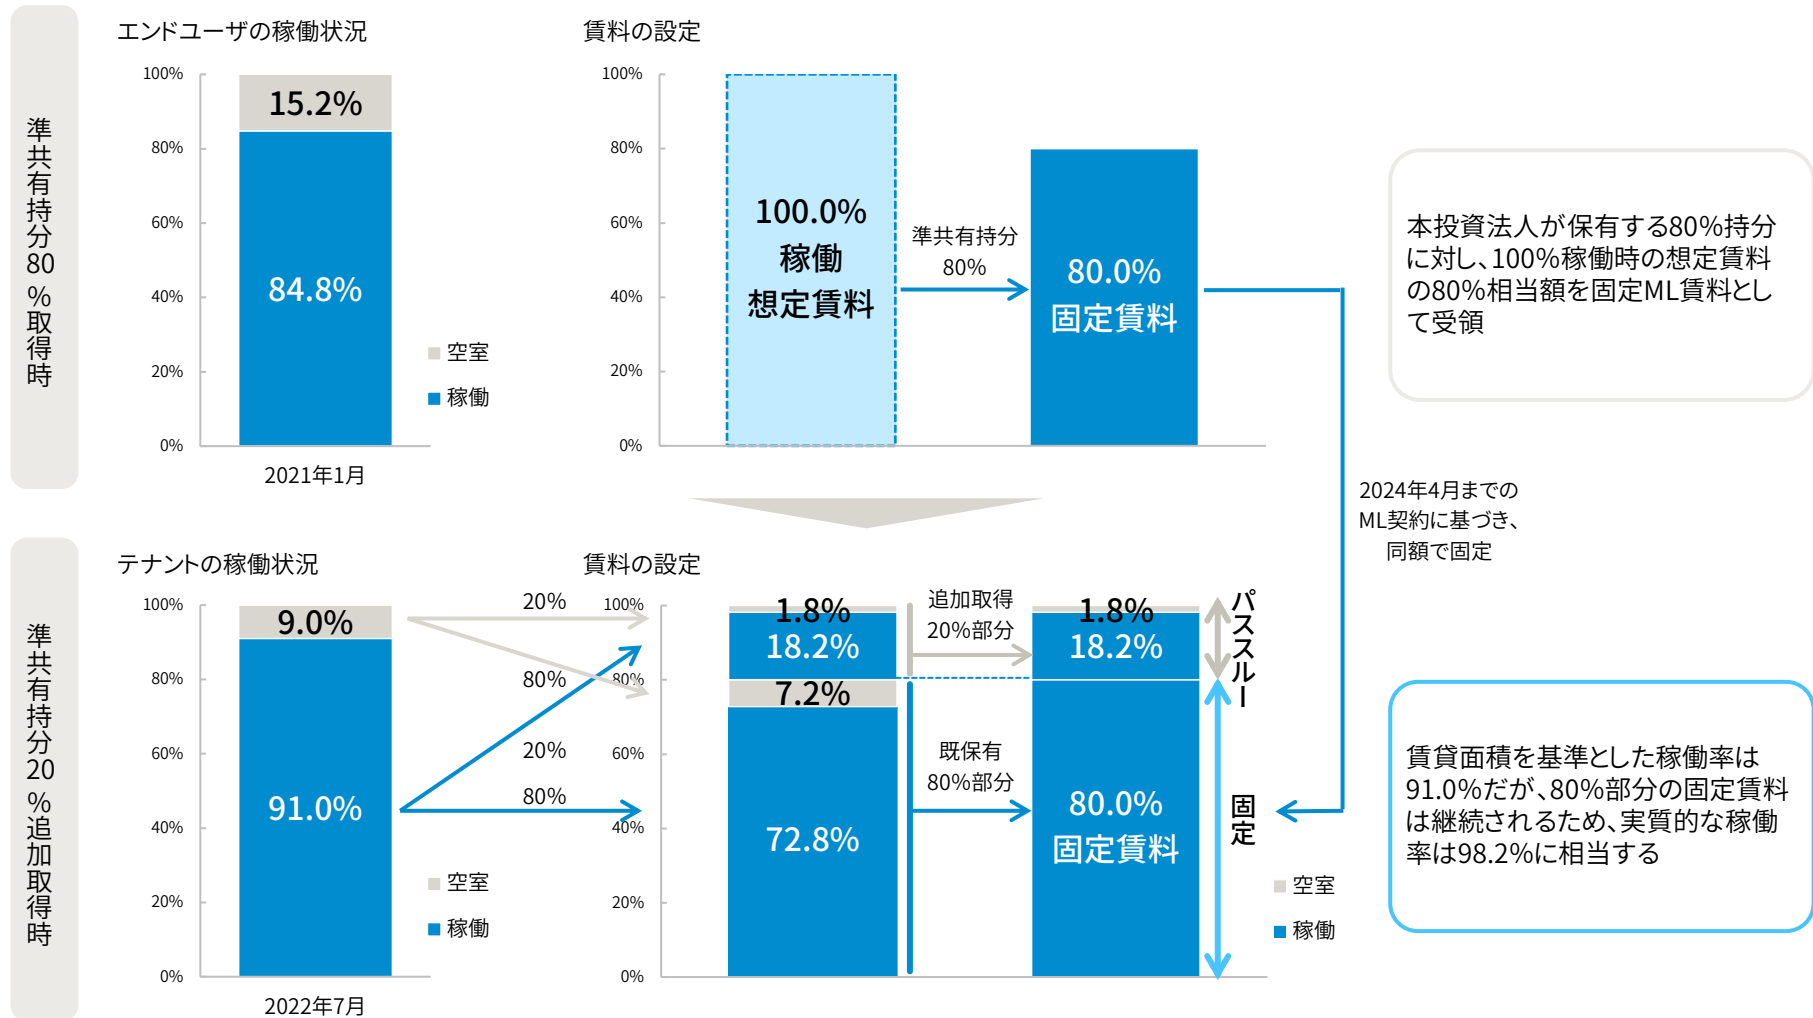 準共有持分80％取得時
エンドユーザの稼働状況
100%
80%
60%
40%
20%
0%
15.2%
84.8%
2021年1月
空室
稼働
賃料の設定
100%
80%
60%
40%
20%
0%
100.0%
稼働
想定賃料
準共有持分
80%
80.0%
固定賃料
本投資法人が保有する80%持分
に対し、100%稼働時の想定賃料
の80%相当額を固定ML賃料とし
て受領
2024年4月までの
ML契約に基づき、
同額で固定
準共有持分20％追加取得時
テナントの稼働状況
100%
80%
60%
40%
20%
0%
9.0%
91.0%
2022年7月
空室
稼働
20%
80%
20%
80%
賃料の設定
100%
80%
60%
40%
20%
0%
1.8%
18.2%
7.2%
72.8%
追加取得
20%部分
既保有
80%部分
1.8%
18.2%
80.0%
固定賃料
パススルー
固定
空室
稼働
賃貸面積を基準とした稼働率は
91.0%だが、80%部分の固定賃料
は継続されるため、実質的な稼働
率は98.2%に相当する